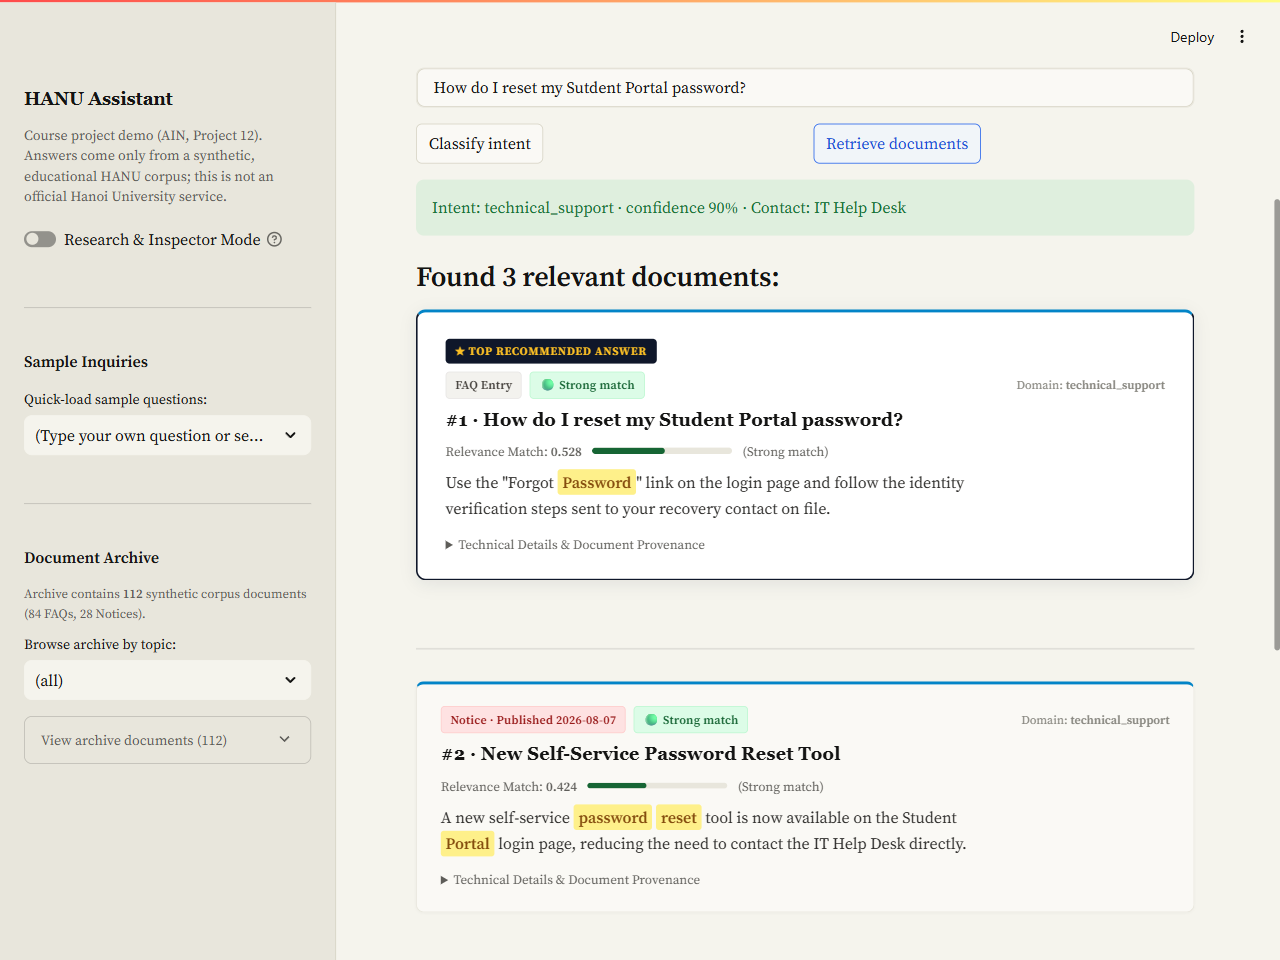 Deploy
HANU Assistant
Course project demo (AIN, Project 12).
Answers come only from a synthetic,
educational HANU corpus; this is not an
official Hanoi University service.
Research & Inspector Mode
Sample Inquiries
Quick-load sample questions:
(Type your own question or se...
Document Archive
Archive contains 112 synthetic corpus documents
(84 FAQs, 28 Notices).
Browse archive by topic:
(all)
View archive documents (112)
How do I reset my Sutdent Portal password?
Classify intent
Retrieve documents
Intent: technical_support · confidence 90% · Contact: IT Help Desk
Found 3 relevant documents:
★ TOP RECOMMENDED ANSWER
FAQ Entry Strong match Domain: technical_support
#1 · How do I reset my Student Portal password?
Relevance Match: 0.528 (Strong match)
Use the "Forgot Password" link on the login page and follow the identity
verification steps sent to your recovery contact on file.
▶ Technical Details & Document Provenance
Notice · Published 2026-08-07 Strong match Domain: technical_support
#2 · New Self-Service Password Reset Tool
Relevance Match: 0.424 (Strong match)
A new self-service password reset tool is now available on the Student
Portal login page, reducing the need to contact the IT Help Desk directly.
▶ Technical Details & Document Provenance